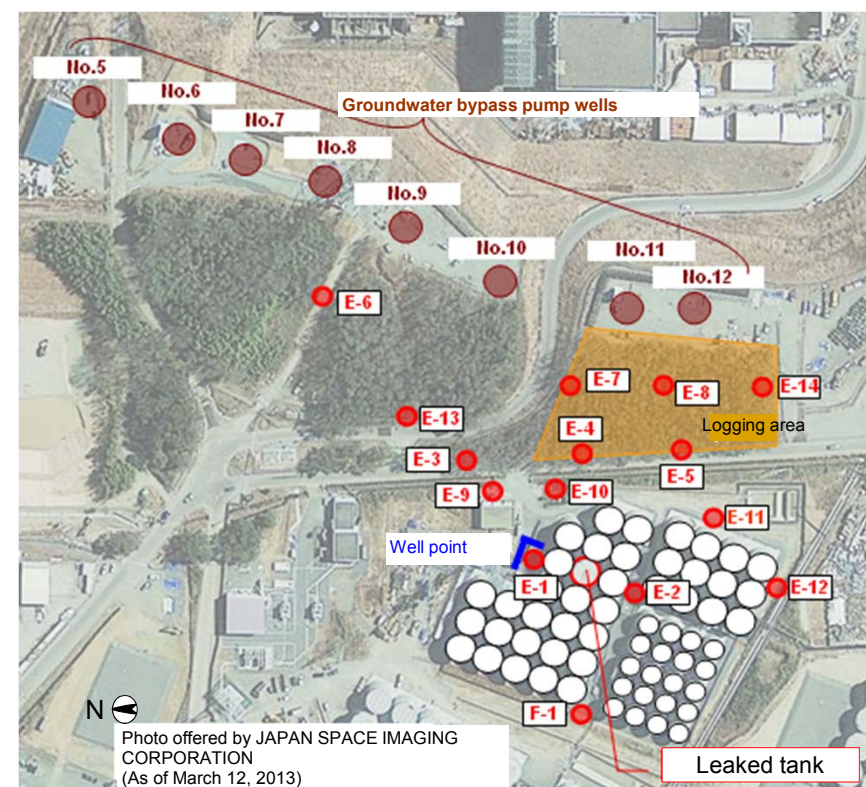 No.5
No.6
Groundwater bypass pump wells
No.7
No.8
No.9
No.10
No.11
No.12
E-6
E-7
E-8
E-14
E-13
Logging area
E-4
E-3
E-5
E-9
E-10
E-11
Well point
E-1
E-2
E-12
N
F-1
Photo offered by JAPAN SPACE IMAGING
CORPORATION
(As of March 12, 2013)
Leaked tank